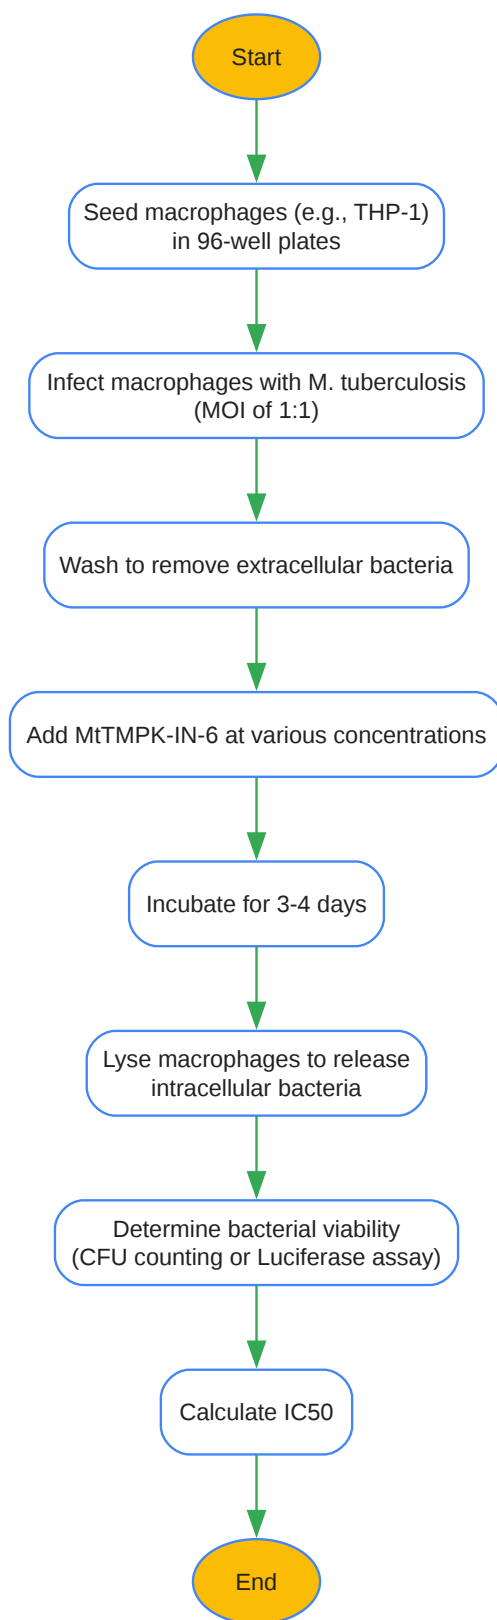 Start
Seed macrophages (e.g., THP-1)
in 96-well plates
Infect macrophages with M. tuberculosis
(MOI of 1:1)
Wash to remove extracellular bacteria
Add MtTMPK-IN-6 at various concentrations
Incubate for 3-4 days
Lyse macrophages to release
intracellular bacteria
Determine bacterial viability
(CFU counting or Luciferase assay)
Calculate IC50
End